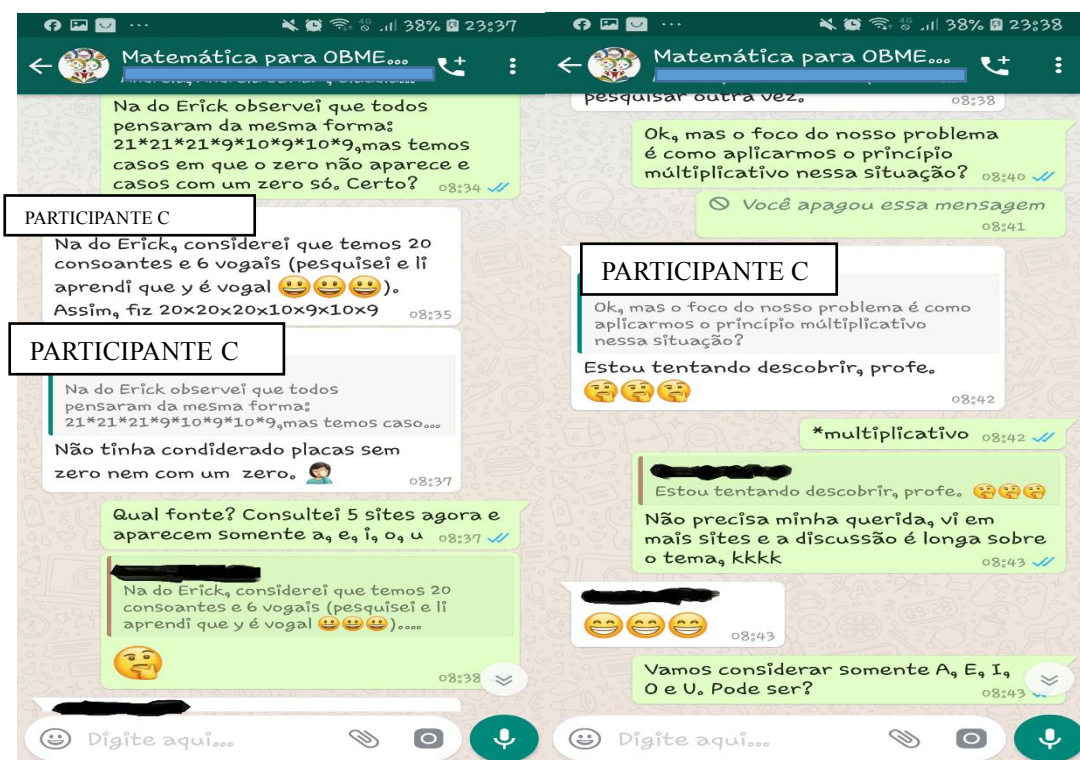 38% 23:37
Matemática para OBME...
Na do Erick observei que todos
pensaram da mesma forma:
21*21*21*9*10*9*10*9,mas temos
casos em que o zero não aparece e
casos com um zero só. Certo? 08:34
PARTICIPANTE C
Na do Erick, considerei que temos 20
consoantes e 6 vogais (pesquisei e li
aprendi que y é vogal 😀😀😀).
Assim, fiz 20x20x20x10x9x10x9 08:35
PARTICIPANTE C
Na do Erick observei que todos
pensaram da mesma forma:
21*21*21*9*10*9*10*9,mas temos caso...
Não tinha condiderado placas sem
zero nem com um zero. 🤦🏻‍♀️ 08:37
Qual fonte? Consultei 5 sites agora e
aparecem somente a, e, i, o, u 08:37
Na do Erick, considerei que temos 20
consoantes e 6 vogais (pesquisei e li
aprendi que y é vogal 😀😀😀)....
🤔
08:38
Digite aqui...
38% 23:38
Matemática para OBME...
pesquisar outra vez. 08:38
Ok, mas o foco do nosso problema
é como aplicarmos o princípio
múltiplicativo nessa situação? 08:40
Você apagou essa mensagem
08:41
PARTICIPANTE C
Ok, mas o foco do nosso problema é como
aplicarmos o princípio múltiplicativo
nessa situação?
Estou tentando descobrir, profe.
🤔🤔🤔 08:42
*multiplicativo 08:42
Estou tentando descobrir, profe. 🤔🤔🤔
Não precisa minha querida, vi em
mais sites e a discussão é longa sobre
o tema, kkkk 08:43
😁😁😁 08:43
Vamos considerar somente A, E, I,
O e U. Pode ser? 08:43
Digite aqui...